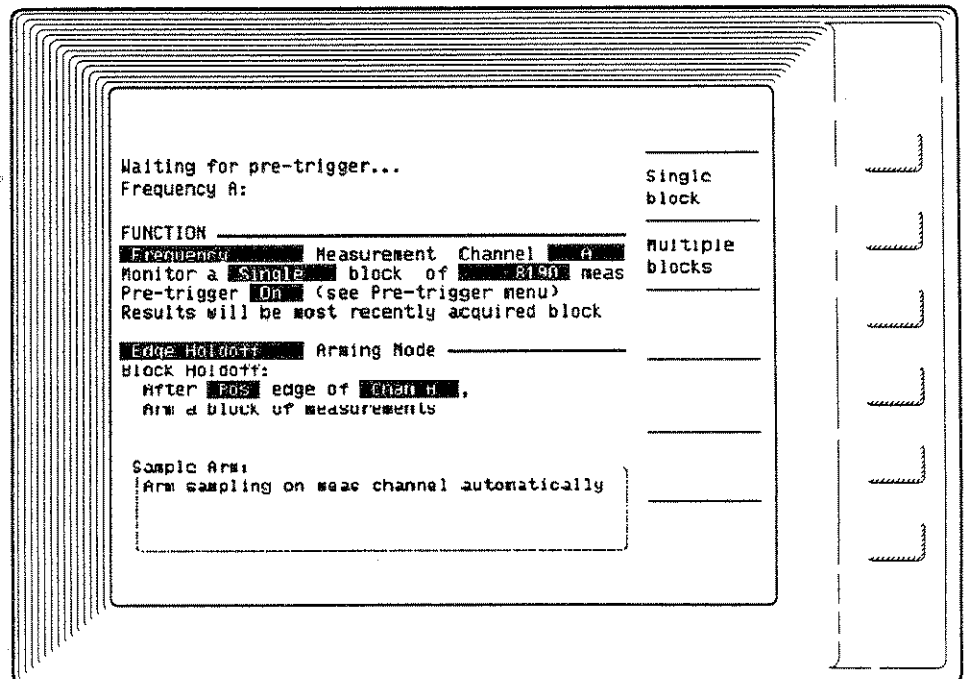 Waiting for pre-trigger...
Frequency A:
FUNCTION
Frequency Measurement Channel A
Monitor a Single block of 8190 meas
Pre-trigger On (see Pre-trigger menu)
Results will be most recently acquired block
Edge Holdoff Arming Mode
Block Holdoff:
After Pos edge of Chan A,
Arm a block of measurements
Sample Arm:
Arm sampling on meas channel automatically
Single
block
Multiple
blocks